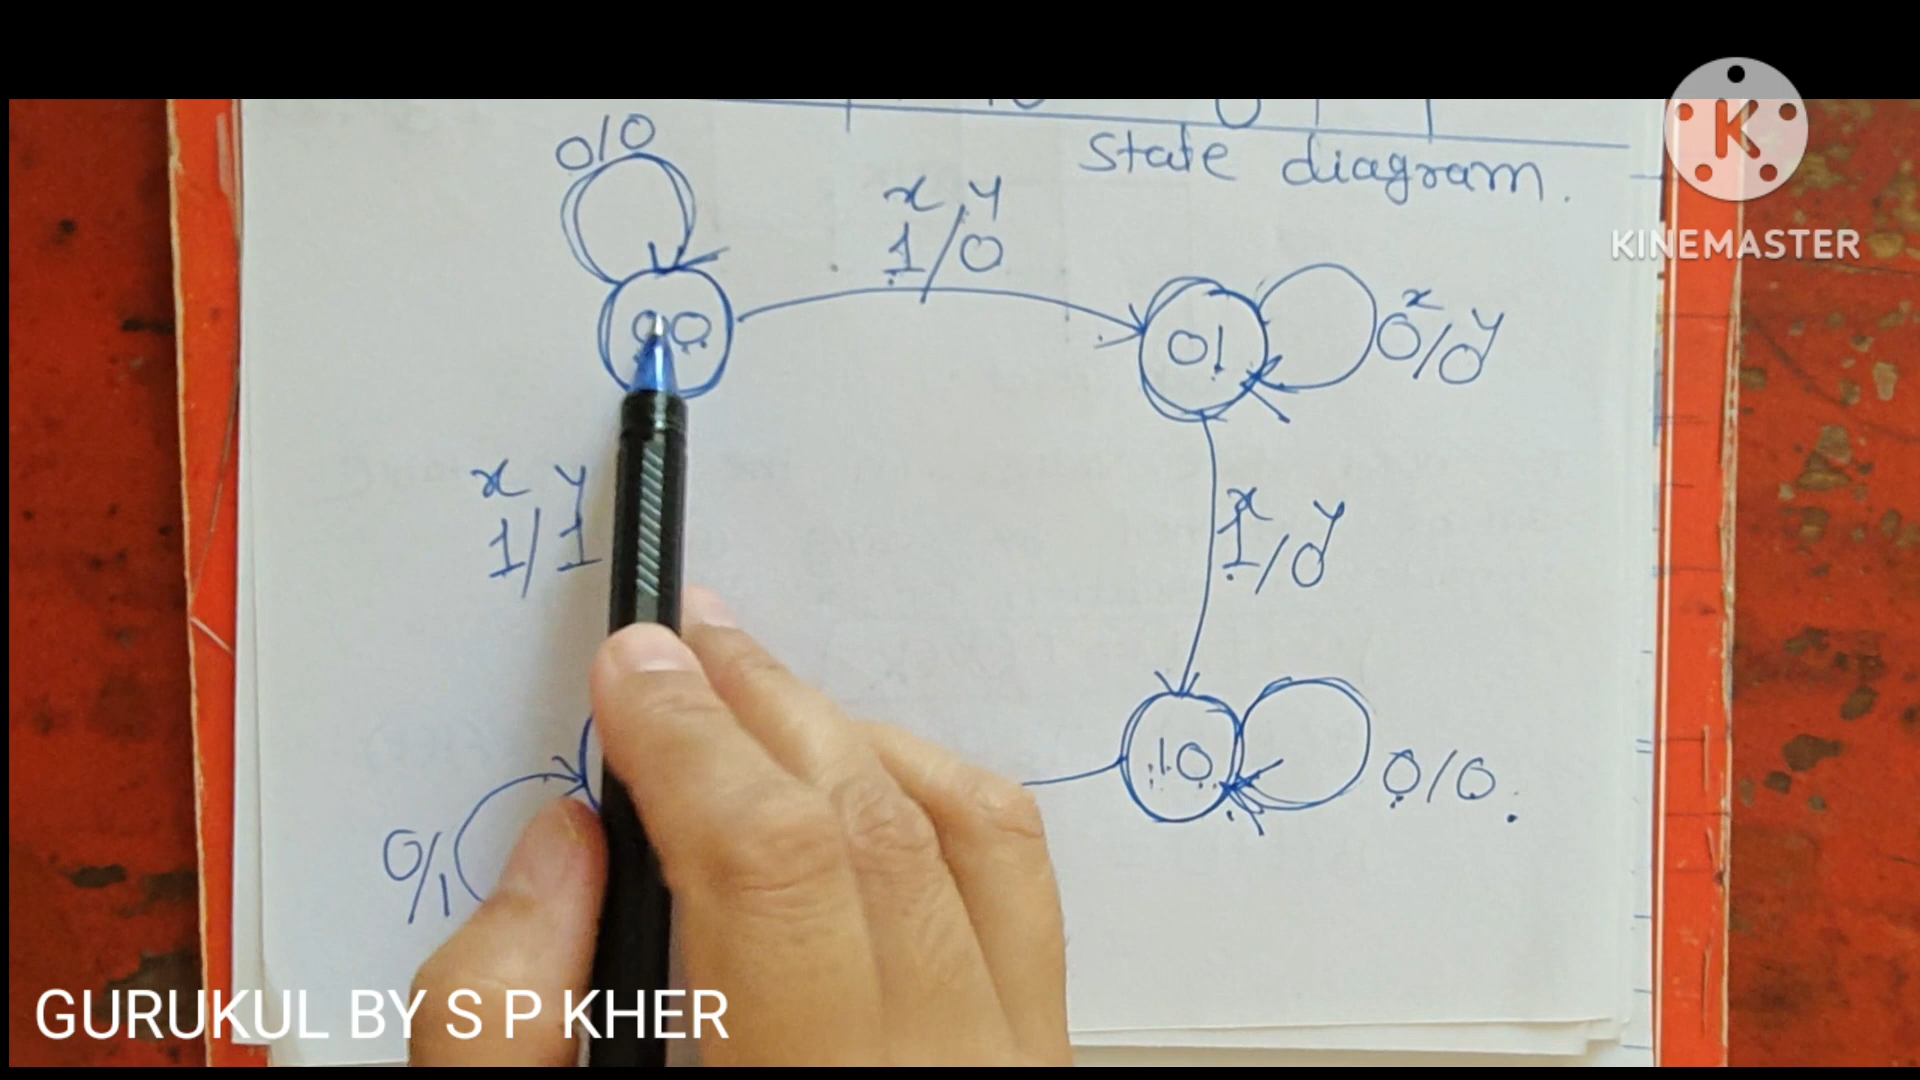 State diagram.
0/0
x y
1/0
00
01
x y
0/0
x y
1/1
x y
1/0
10
0/0.
0/1
KINEMASTER
GURUKUL BY S P KHER